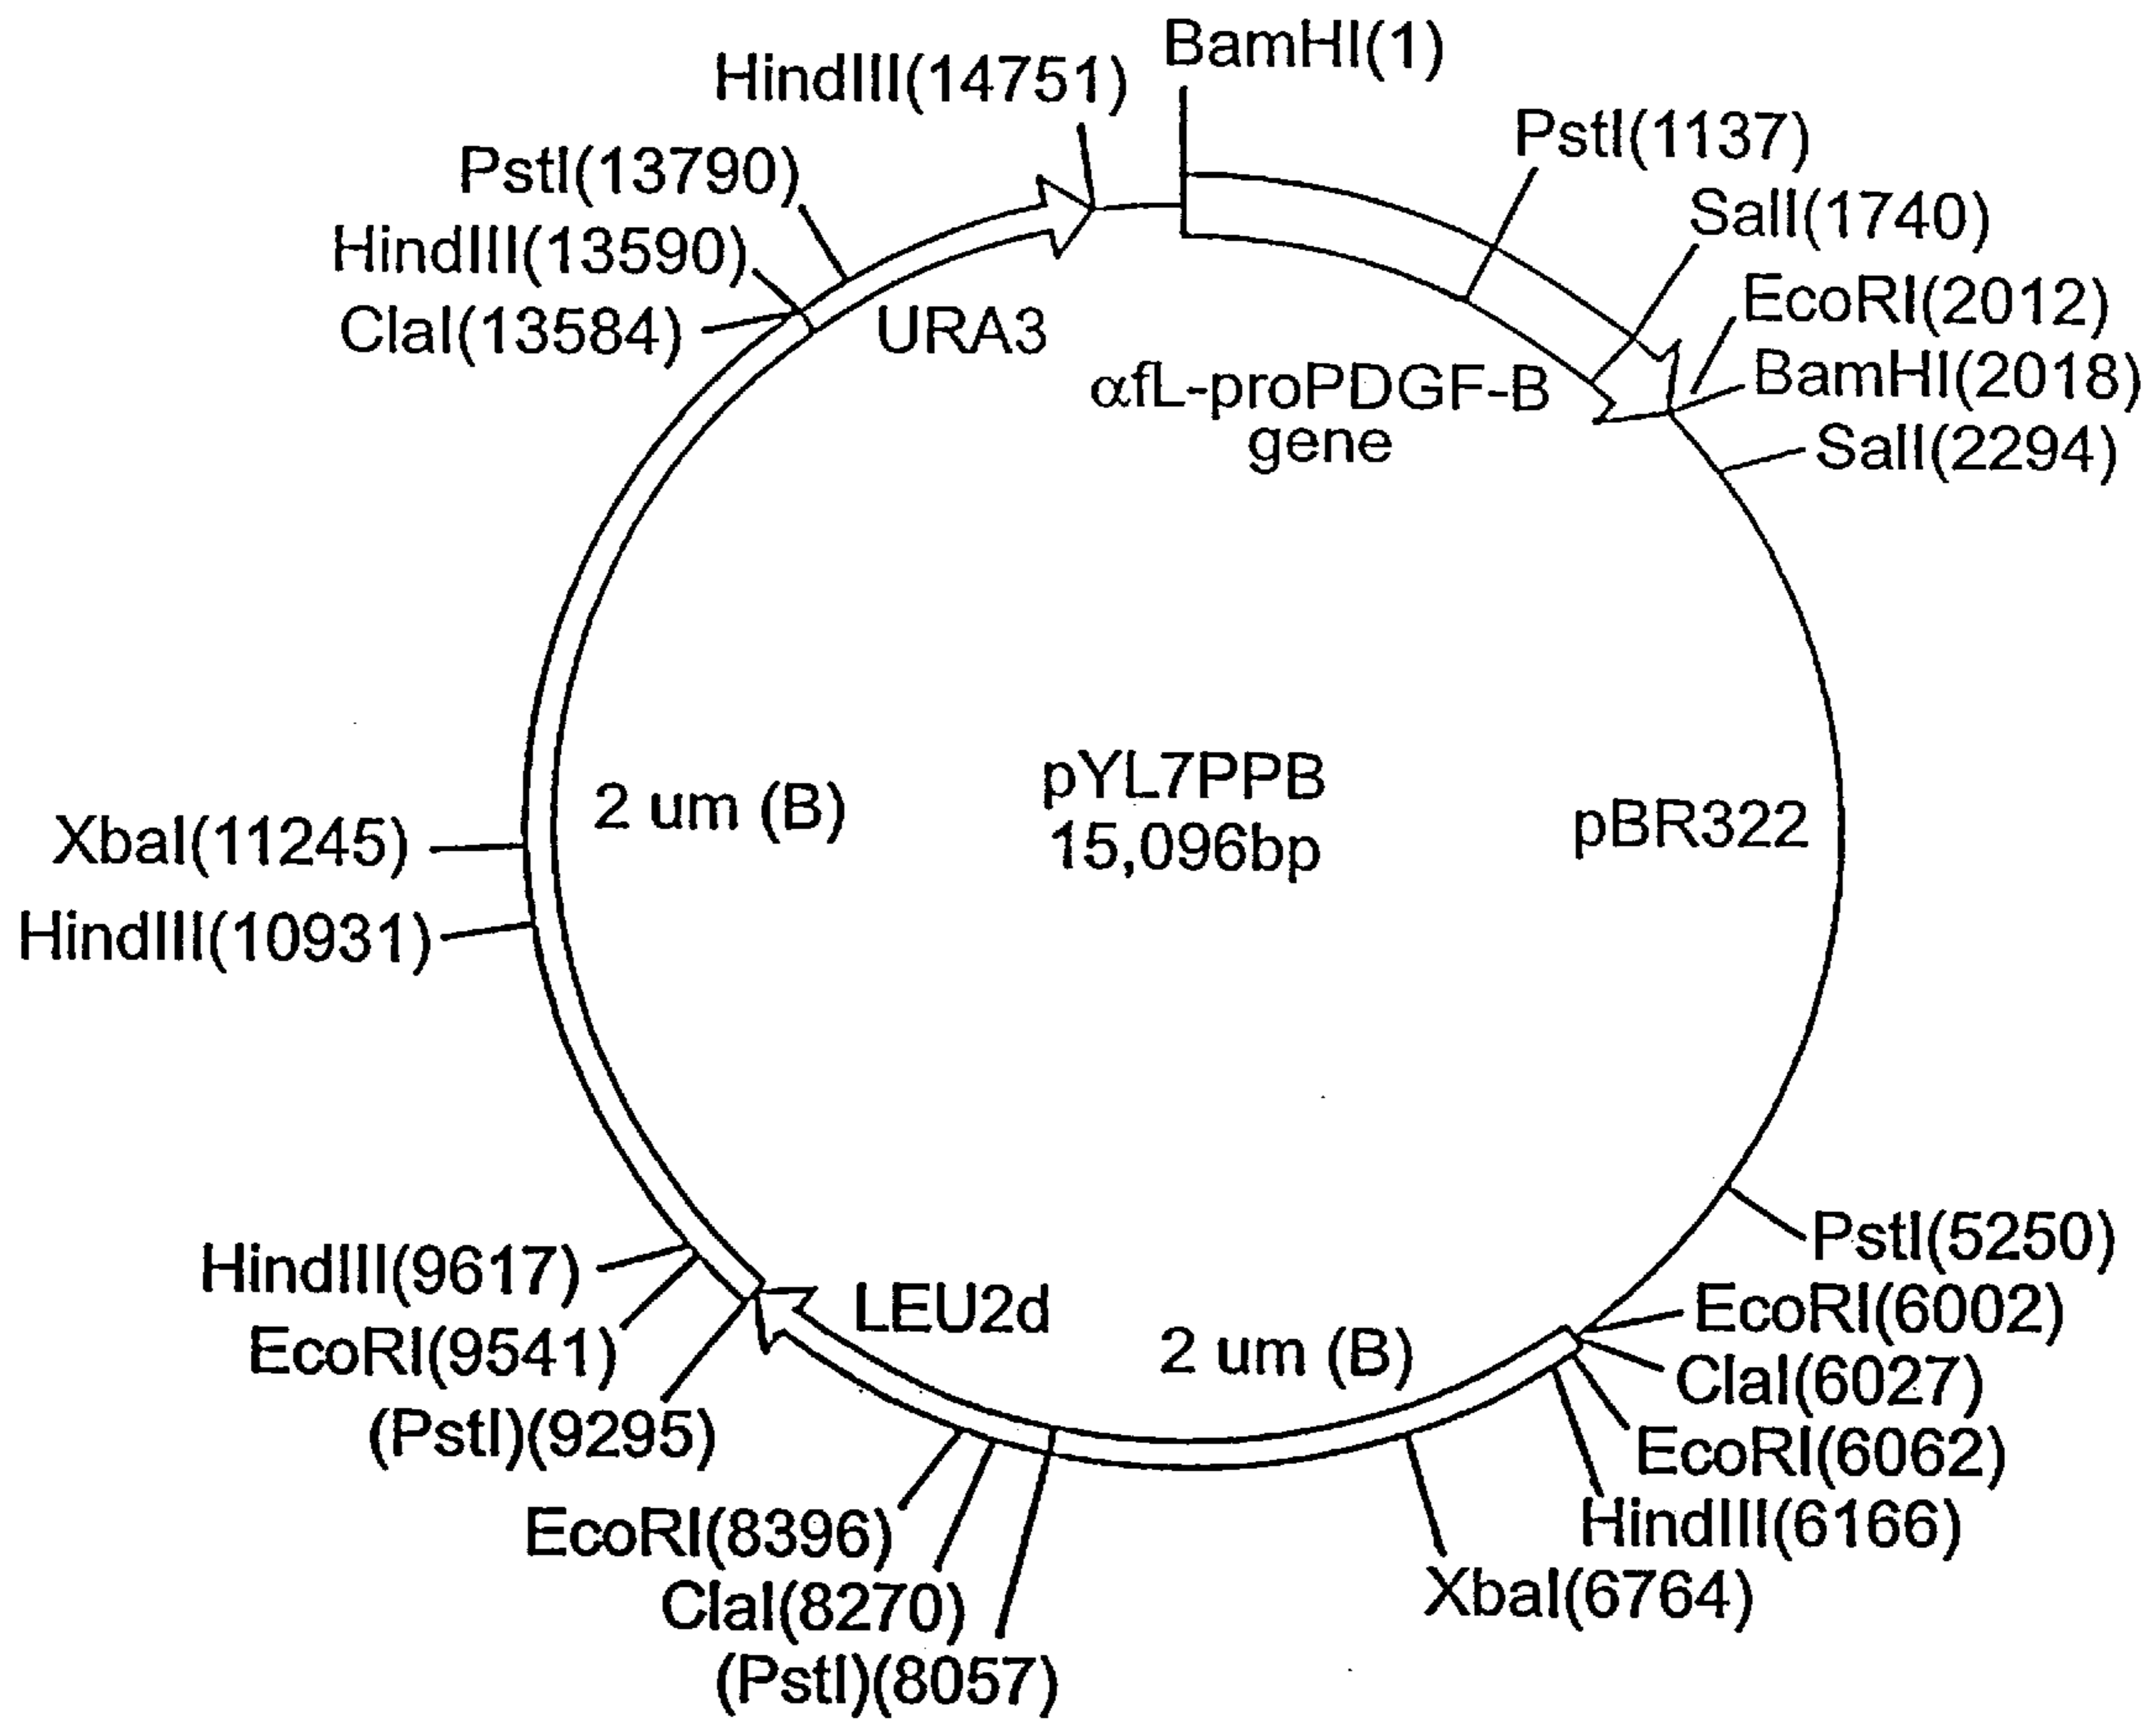 BamHI(1)
HindIII(14751)
PstI(1137)
PstI(13790)
SalI(1740)
HindIII(13590)
EcoRI(2012)
ClaI(13584)
URA3
αfL-proPDGF-B
gene
BamHI(2018)
SalI(2294)
2 um (B)
pYL7PPB
15,096bp
pBR322
XbaI(11245)
HindIII(10931)
PstI(5250)
HindIII(9617)
LEU2d
EcoRI(6002)
EcoRI(9541)
2 um (B)
ClaI(6027)
(PstI)(9295)
EcoRI(6062)
EcoRI(8396)
HindIII(6166)
ClaI(8270)
XbaI(6764)
(PstI)(8057)